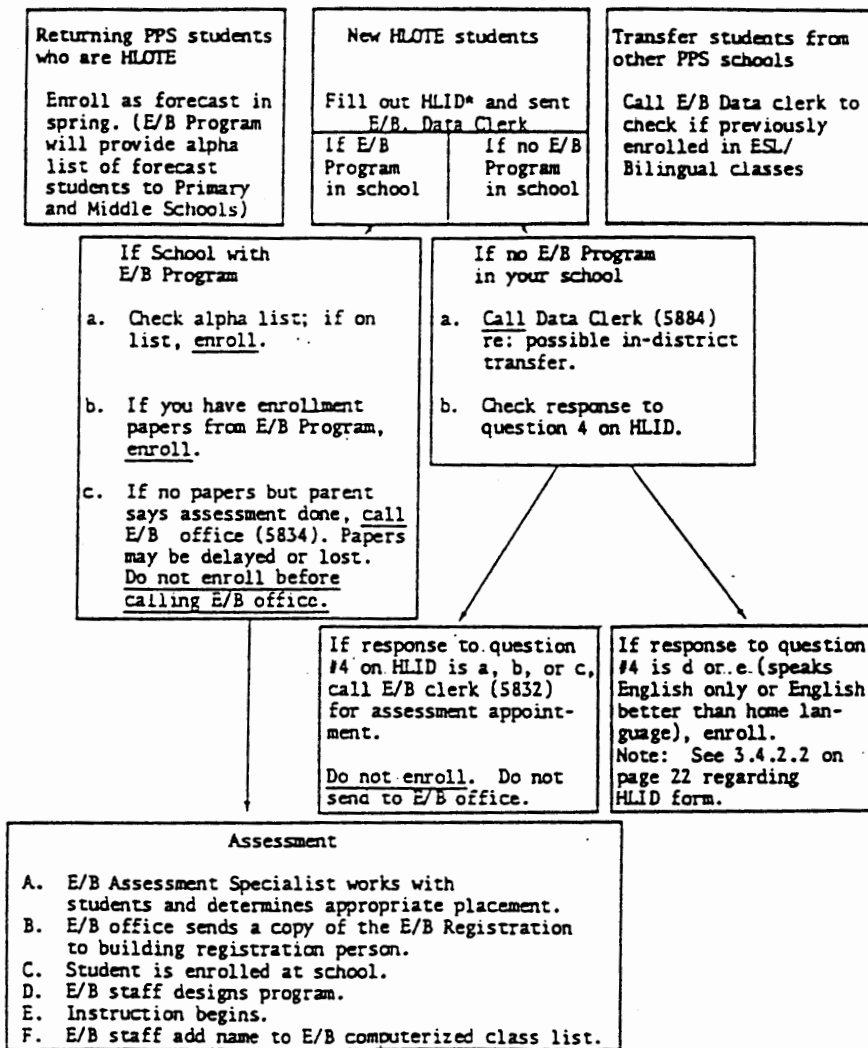 Returning PPS students
who are HLOTE
Enroll as forecast in
spring. (E/B Program
will provide alpha
list of forecast
students to Primary
and Middle Schools)
New HLOTE students
Fill out HLID* and sent
E/B. Data Clerk
If E/B
Program
in school
If no E/B
Program
in school
Transfer students from
other PPS schools
Call E/B Data clerk to
check if previously
enrolled in ESL/
Bilingual classes
If School with
E/B Program
a. Check alpha list; if on
list, enroll.
b. If you have enrollment
papers from E/B Program,
enroll.
c. If no papers but parent
says assessment done, call
E/B office (5834). Papers
may be delayed or lost.
Do not enroll before
calling E/B office.
If no E/B Program
in your school
a. Call Data Clerk (5884)
re: possible in-district
transfer.
b. Check response to
question 4 on HLID.
If response to question
#4 on HLID is a, b, or c,
call E/B clerk (5832)
for assessment appoint-
ment.
Do not enroll. Do not
send to E/B office.
If response to question
#4 is d or e (speaks
English only or English
better than home lan-
guage), enroll.
Note: See 3.4.2.2 on
page 22 regarding
HLID form.
Assessment
A. E/B Assessment Specialist works with
students and determines appropriate placement.
B. E/B office sends a copy of the E/B Registration
to building registration person.
C. Student is enrolled at school.
D. E/B staff designs program.
E. Instruction begins.
F. E/B staff add name to E/B computerized class list.